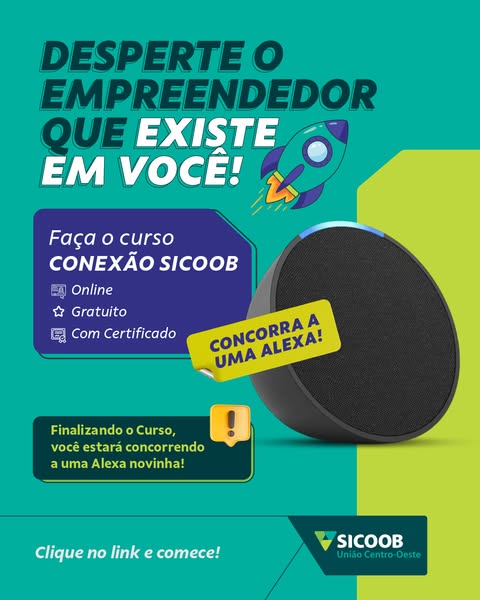 DESPERTE O
EMPREENDEDOR
QUE EXISTE
EM VOCÊ!
Faça o curso
CONEXÃO SICOOB
Online
Gratuito
Com Certificado
CONCORRA A
UMA ALEXA!
Finalizando o Curso,
você estará concorrendo
a uma Alexa novinha!
Clique no link e comece!
SICOOB
União Centro-Oeste